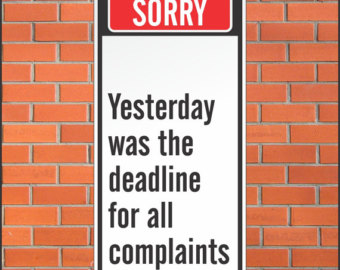 SORRY
Yesterday
was the
deadline
for all
complaints